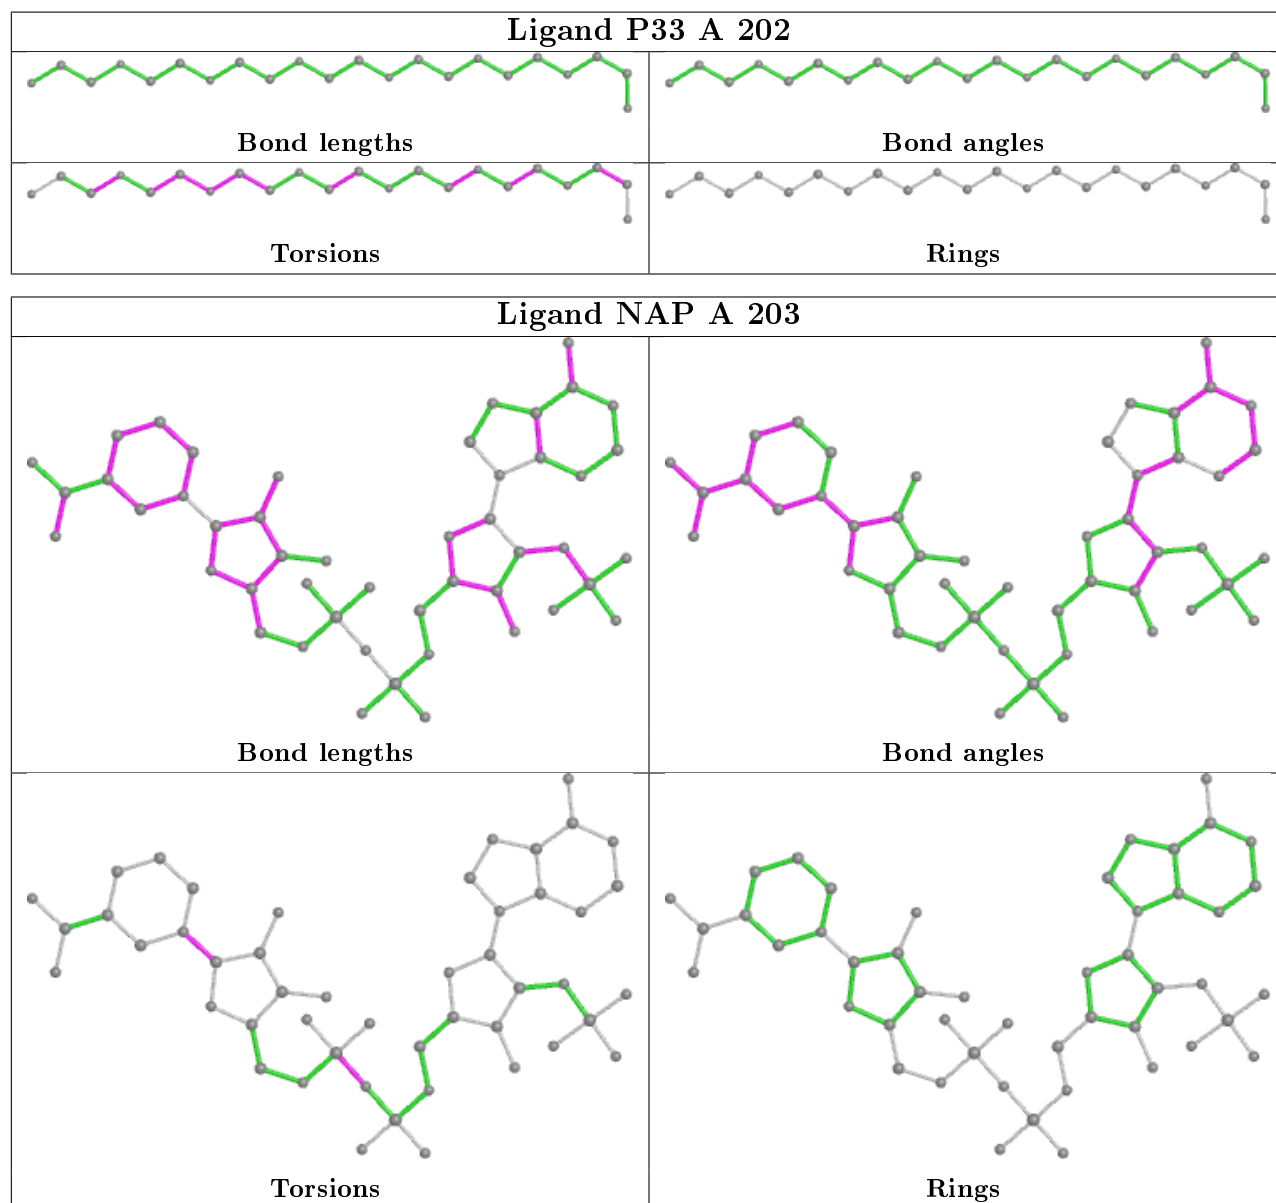 Ligand P33 A 202
Bond lengths
Bond angles
Torsions
Rings
Ligand NAP A 203
Bond lengths
Bond angles
Torsions
Rings